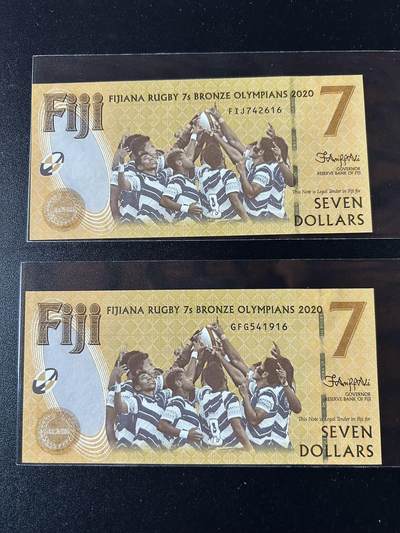 Fiji
FIJIANA RUGBY 7s BRONZE OLYMPIANS 2020
FIJ742616
7
GOVERNOR
RESERVE BANK OF FIJI
This Note is Legal Tender in Fiji for
SEVEN
DOLLARS
Fiji
FIJIANA RUGBY 7s BRONZE OLYMPIANS 2020
GFG541916
7
GOVERNOR
RESERVE BANK OF FIJI
This Note is Legal Tender in Fiji for
SEVEN
DOLLARS